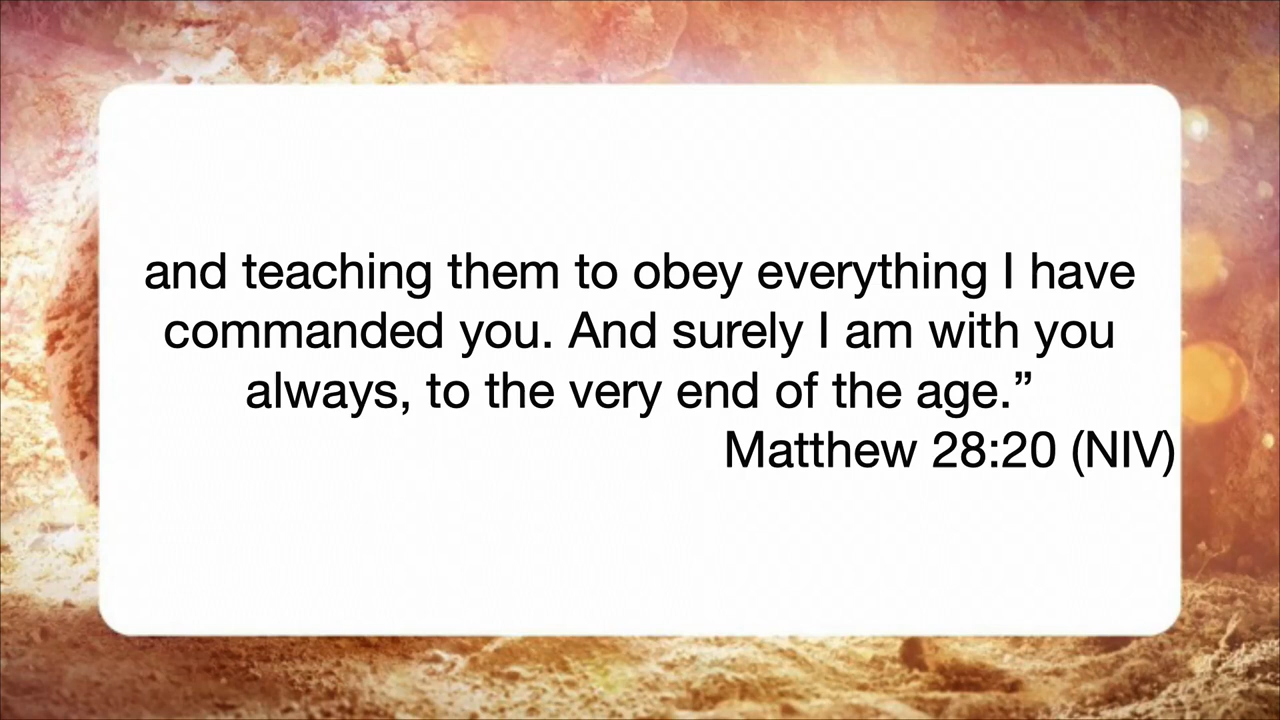 and teaching them to obey everything I have
commanded you. And surely I am with you
always, to the very end of the age.”
Matthew 28:20 (NIV)